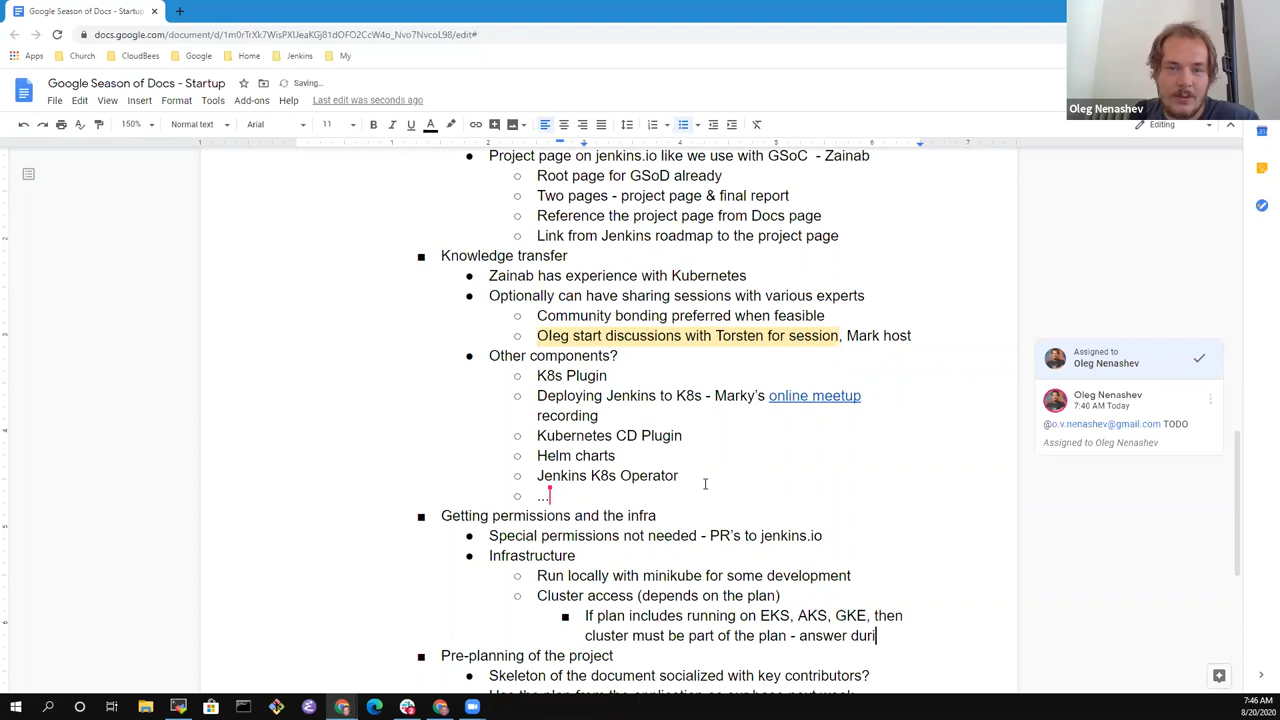 Google Season of Docs - Startup
docs.google.com/document/d/1m0rTrXk7WisPXUeaKGj81dOFO2CcW4o_Nvo7NvcoL98/edit#
Apps Church CloudBees Google Home Jenkins My
Google Season of Docs - Startup Saving...
File Edit View Insert Format Tools Add-ons Help Last edit was seconds ago
Oleg Nenashev
150% Normal text Arial 11 B I U A Editing
1 1 2 3 4 5 6 7
● Project page on jenkins.io like we use with GSoC - Zainab
○ Root page for GSoD already
○ Two pages - project page & final report
○ Reference the project page from Docs page
○ Link from Jenkins roadmap to the project page
■ Knowledge transfer
● Zainab has experience with Kubernetes
● Optionally can have sharing sessions with various experts
○ Community bonding preferred when feasible
○ Oleg start discussions with Torsten for session, Mark host
● Other components?
○ K8s Plugin
○ Deploying Jenkins to K8s - Marky's online meetup
recording
○ Kubernetes CD Plugin
○ Helm charts
○ Jenkins K8s Operator
○ ...
■ Getting permissions and the infra
● Special permissions not needed - PR's to jenkins.io
● Infrastructure
○ Run locally with minikube for some development
○ Cluster access (depends on the plan)
■ If plan includes running on EKS, AKS, GKE, then
cluster must be part of the plan - answer duri
■ Pre-planning of the project
● Skeleton of the document socialized with key contributors?
Assigned to
Oleg Nenashev
Oleg Nenashev
7:40 AM Today
@o.v.nenashev@gmail.com TODO
Assigned to Oleg Nenashev
7:46 AM
8/20/2020